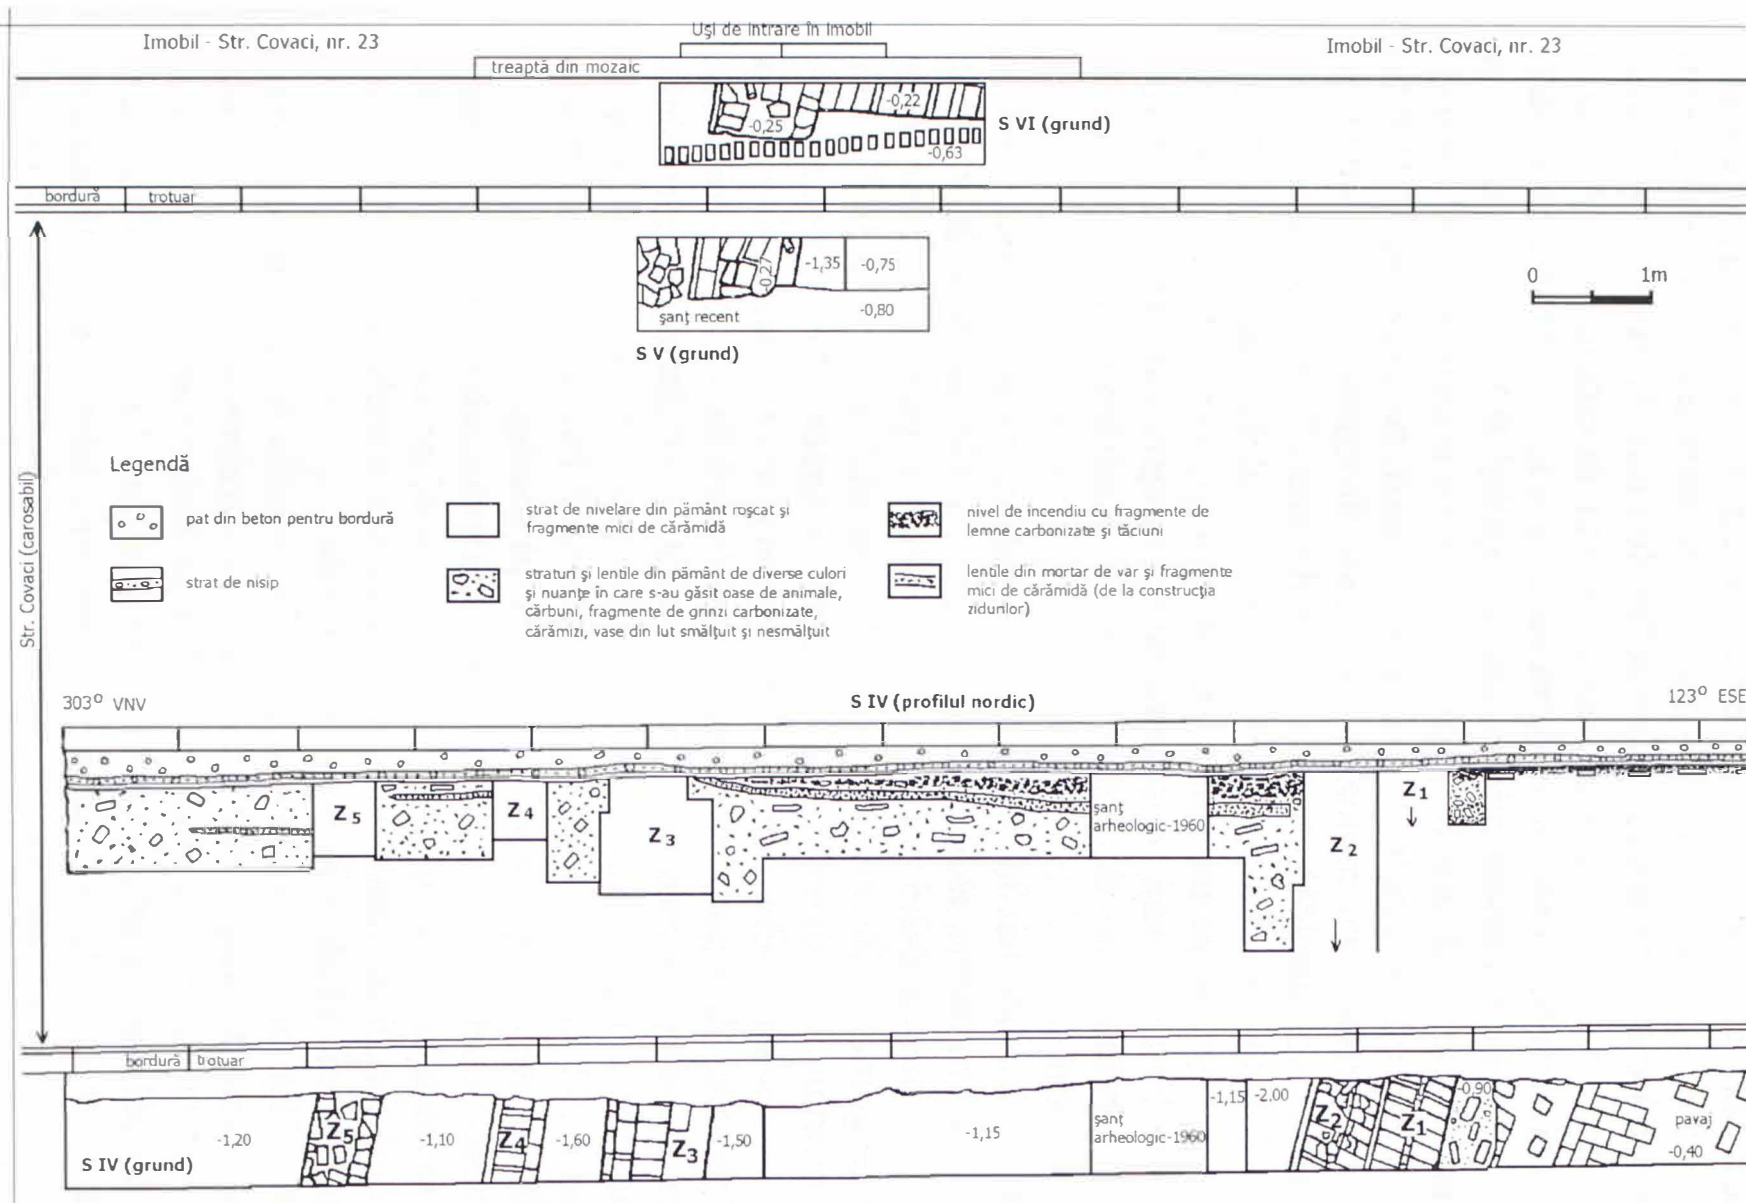 Uşi de intrare în imobil
Imobil - Str. Covaci, nr. 23
Imobil - Str. Covaci, nr. 23
treaptă din mozaic
-0,22
-0,25
S VI (grund)
-0,63
bordură
trotuar
-0,27
-1,35
-0,75
şanţ recent
-0,80
S V (grund)
0
1m
Str. Covaci (carosabil)
Legendă
pat din beton pentru bordură
strat de nisip
strat de nivelare din pământ roşcat şi
fragmente mici de cărămidă
straturi şi lentile din pământ de diverse culori
şi nuanţe în care s-au găsit oase de animale,
cărbuni, fragmente de grinzi carbonizate,
cărămizi, vase din lut smălţuit şi nesmălţuit
nivel de incendiu cu fragmente de
lemne carbonizate şi tăciuni
lentile din mortar de var şi fragmente
mici de cărămidă (de la construcţia
zidurilor)
303° VNV
S IV (profilul nordic)
123° ESE
Z5
Z4
Z3
şanţ
arheologic-1960
Z2
Z1
bordură
trotuar
S IV (grund)
-1,20
Z5
-1,10
Z4
-1,60
Z3
-1,50
-1,15
şanţ
arheologic-1960
-1,15
-2.00
Z2
Z1
-0,90
pavaj
-0,40